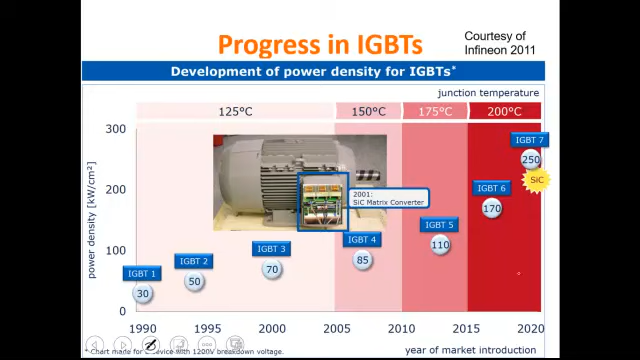 Progress in IGBTs
Courtesy of
Infineon 2011
Development of power density for IGBTs*
junction temperature
125°C 150°C 175°C 200°C
300
200
100
0
power density [kW/cm²]
IGBT 7
250
SiC
IGBT 6
170
2001:
SiC Matrix Converter
IGBT 5
110
IGBT 4
85
IGBT 3
70
IGBT 2
50
IGBT 1
30
1990 1995 2000 2005 2010 2015 2020
* Chart made for device with 1200V breakdown voltage.
year of market introduction